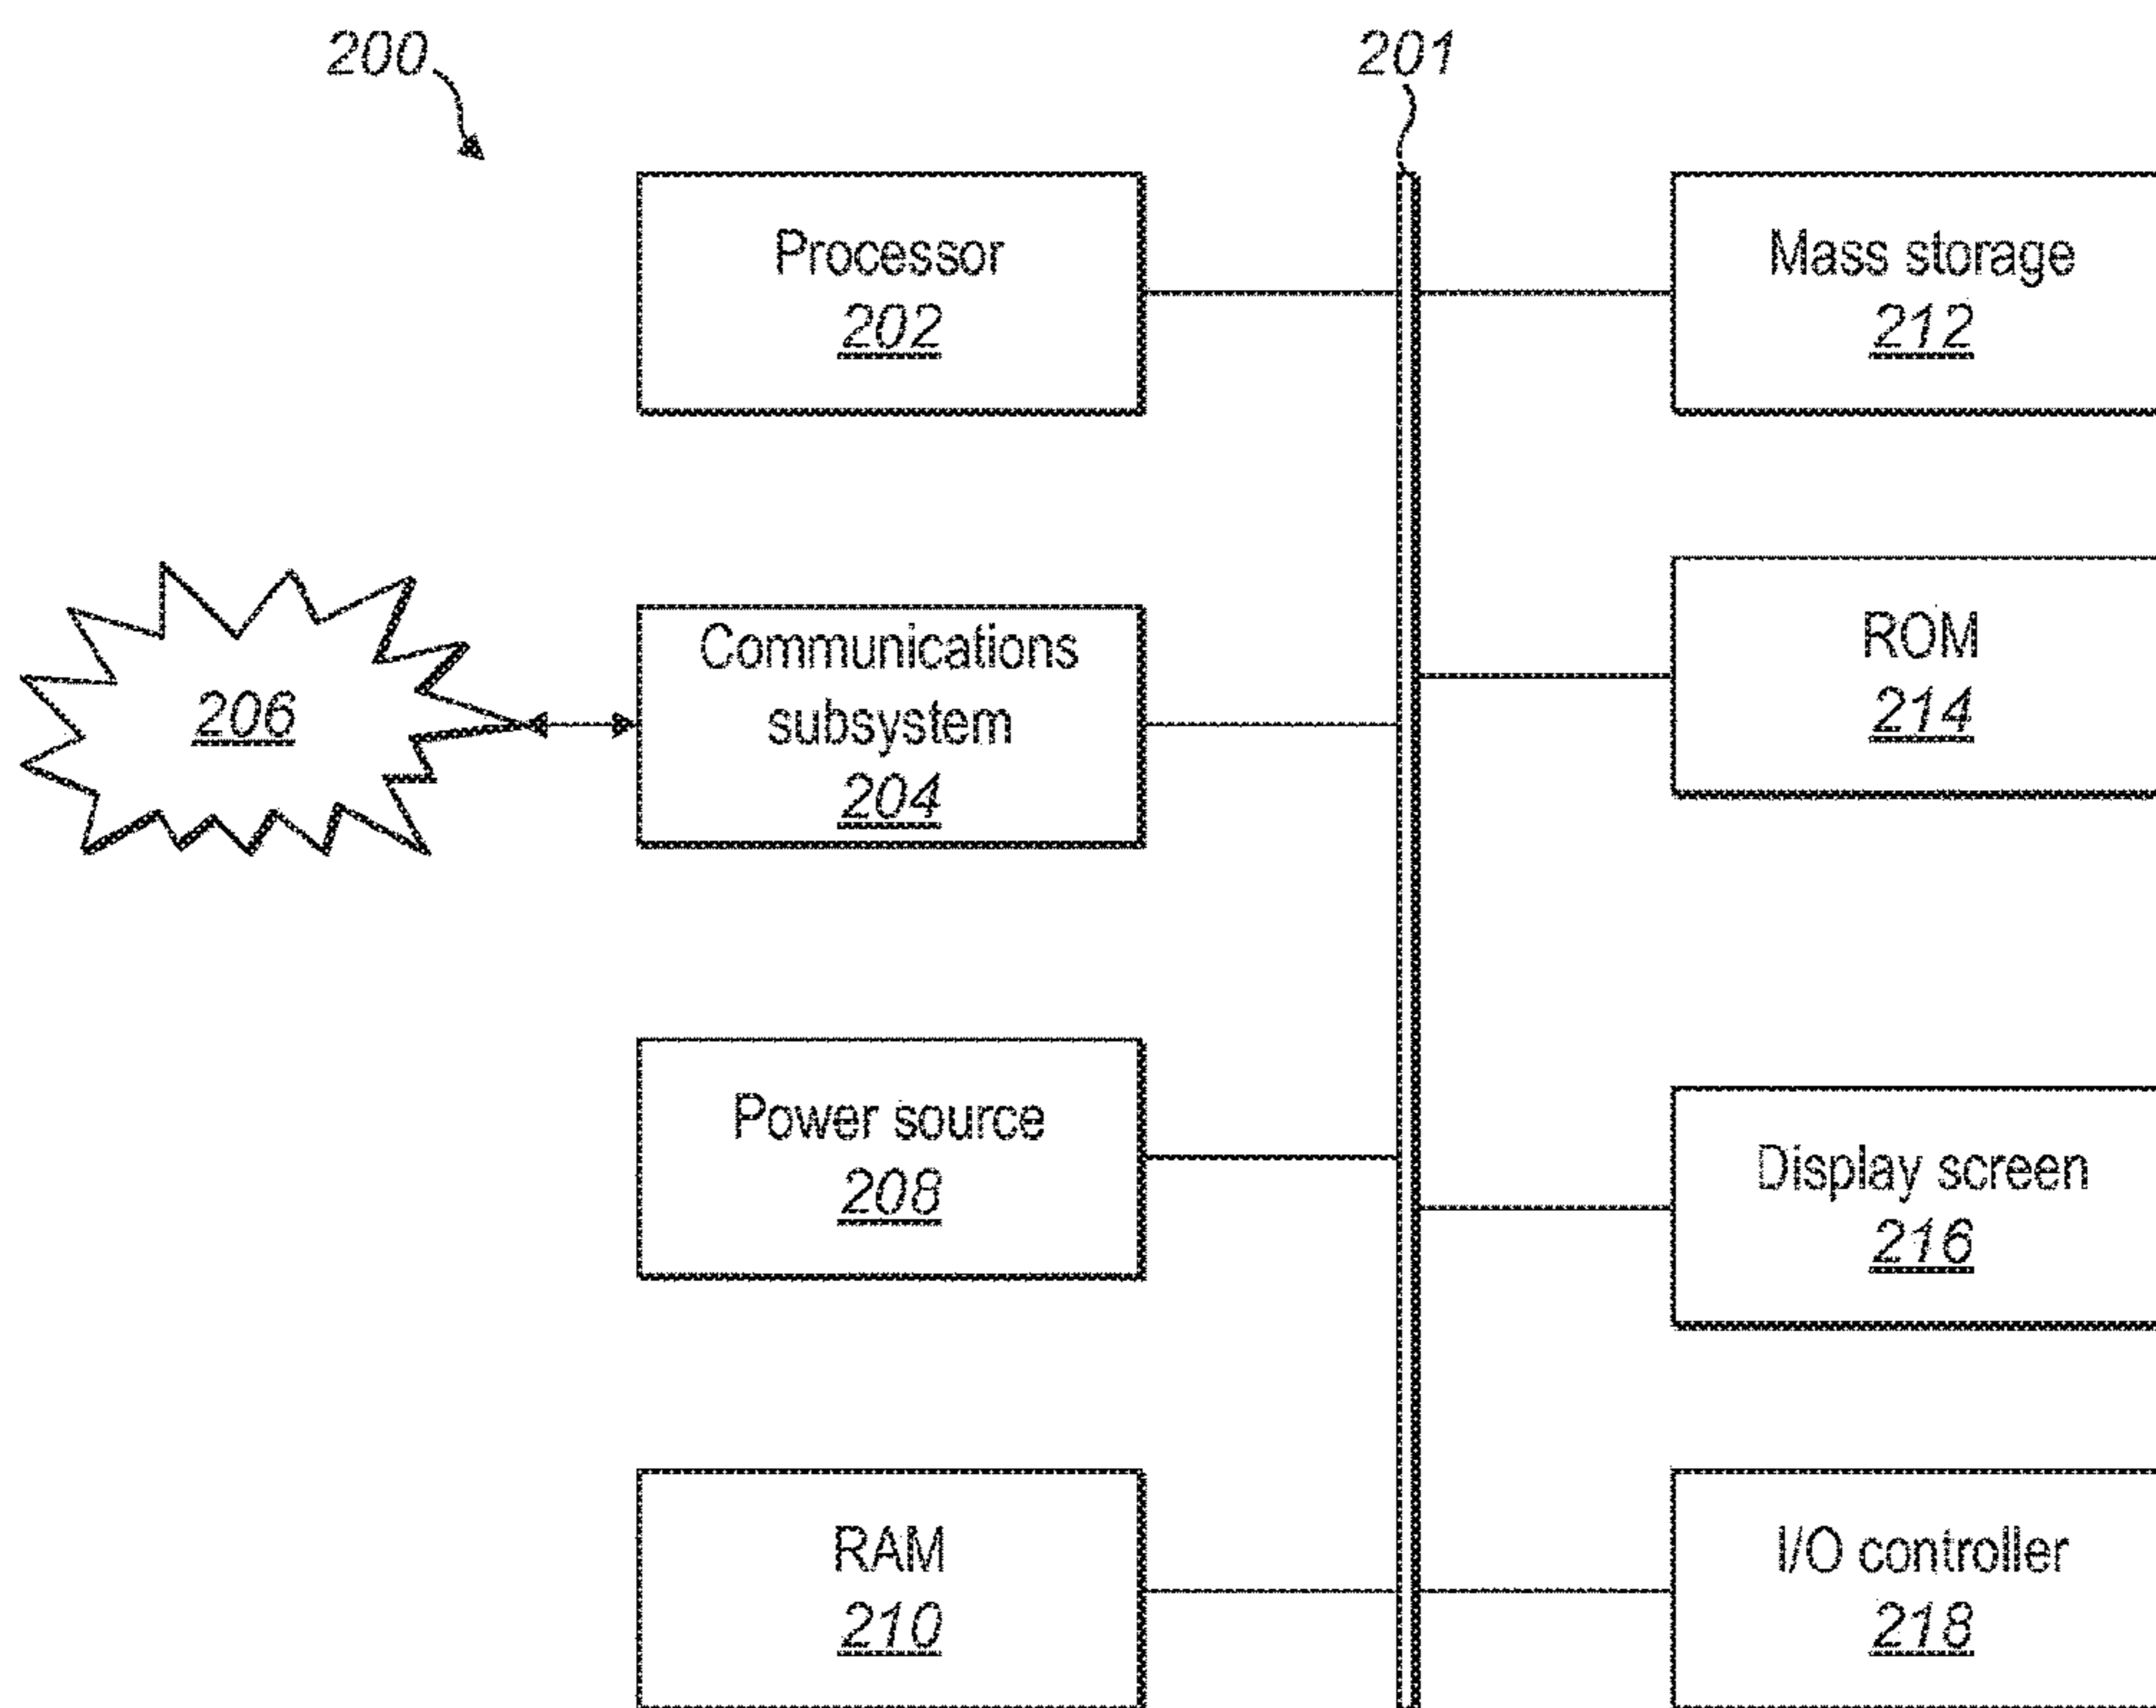 200
201
Processor
202
Mass storage
212
Communications
subsystem
204
206
ROM
214
Power source
208
Display screen
216
RAM
210
I/O controller
218